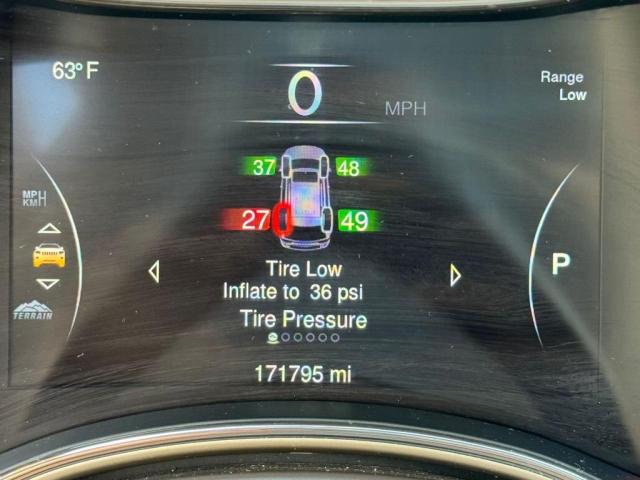 63° F
0
MPH
Range
Low
37 48
27 49
MPH
KM/H
P
Tire Low
Inflate to 36 psi
Tire Pressure
TERRAIN
171795 mi